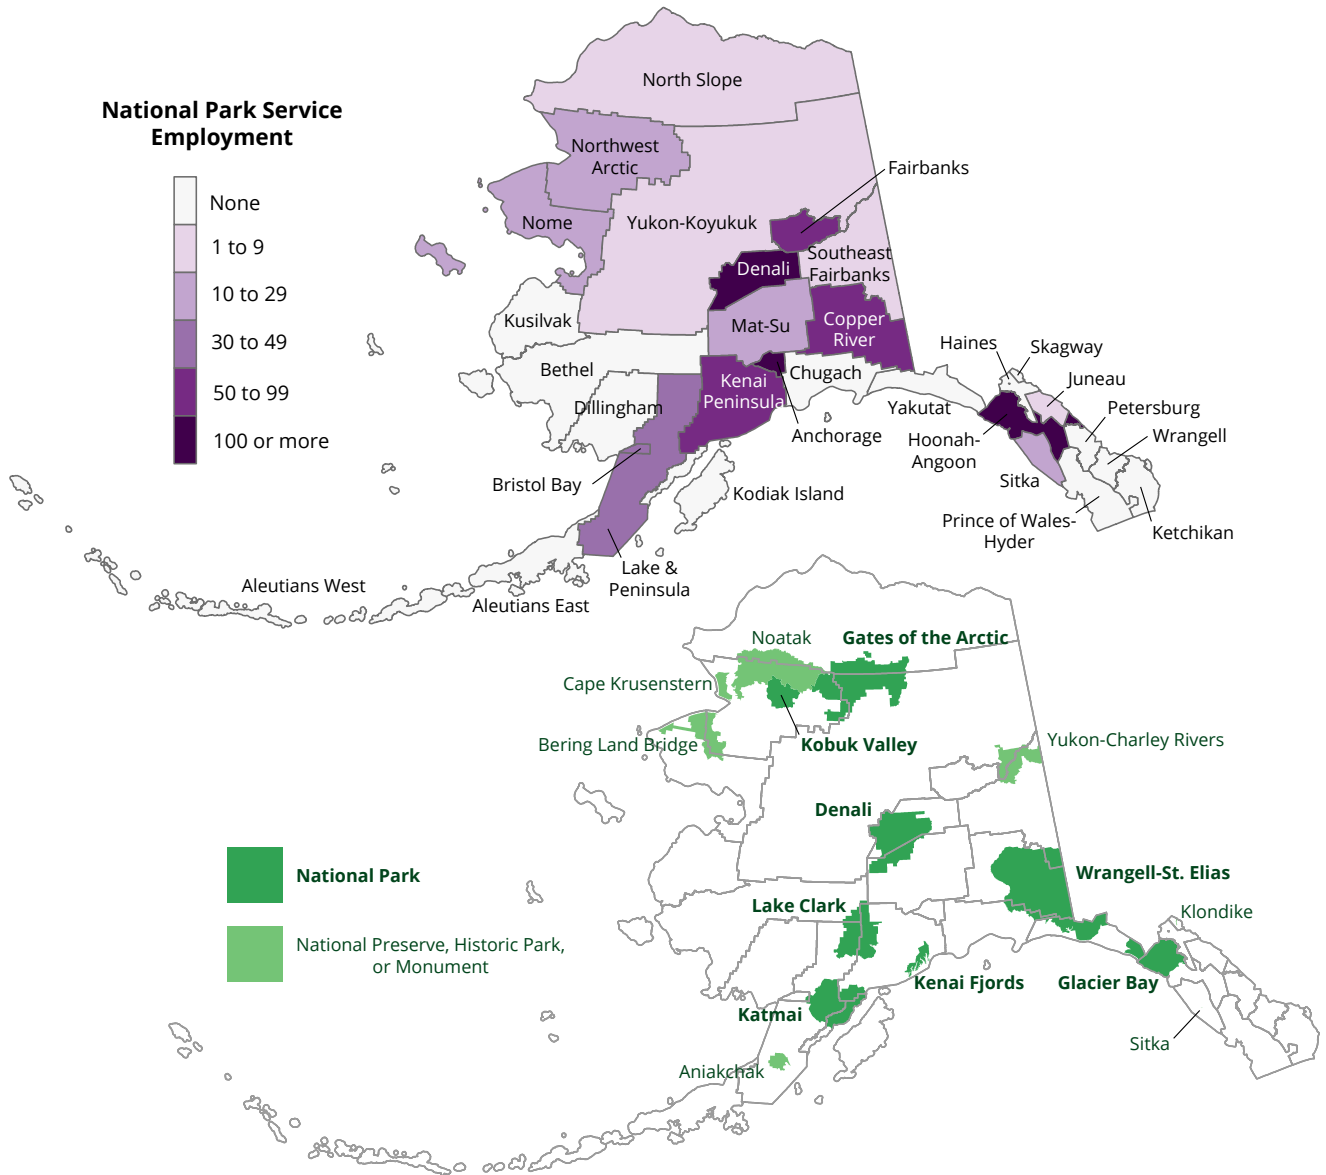 National Park Service
Employment
None
1 to 9
10 to 29
30 to 49
50 to 99
100 or more
North Slope
Northwest
Arctic
Fairbanks
Nome
Yukon-Koyukuk
Southeast
Fairbanks
Denali
Kusilvak
Mat-Su
Copper
River
Haines
Skagway
Bethel
Kenai
Peninsula
Chugach
Juneau
Dillingham
Yakutat
Petersburg
Anchorage
Hoonah-
Angoon
Wrangell
Bristol Bay
Kodiak Island
Sitka
Prince of Wales-
Hyder
Ketchikan
Lake &
Peninsula
Aleutians West
Aleutians East
Noatak
Gates of the Arctic
Cape Krusenstern
Bering Land Bridge
Kobuk Valley
Yukon-Charley Rivers
Denali
National Park
Wrangell-St. Elias
Lake Clark
Klondike
National Preserve, Historic Park,
or Monument
Kenai Fjords
Glacier Bay
Katmai
Sitka
Aniakchak